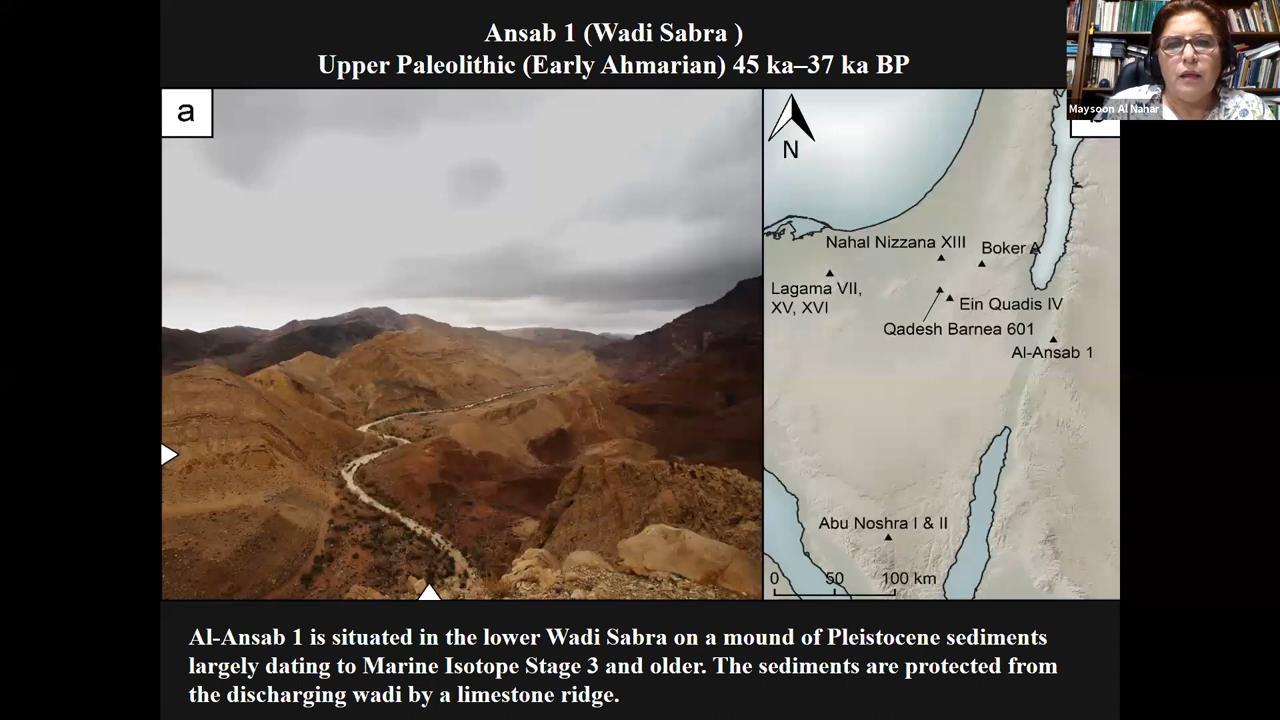 Ansab 1 (Wadi Sabra )
Upper Paleolithic (Early Ahmarian) 45 ka–37 ka BP
Maysoon Al Nahar
a
N
Nahal Nizzana XIII
Boker A
Lagama VII,
XV, XVI
Ein Quadis IV
Qadesh Barnea 601
Al-Ansab 1
Abu Noshra I & II
0 50 100 km
Al-Ansab 1 is situated in the lower Wadi Sabra on a mound of Pleistocene sediments
largely dating to Marine Isotope Stage 3 and older. The sediments are protected from
the discharging wadi by a limestone ridge.